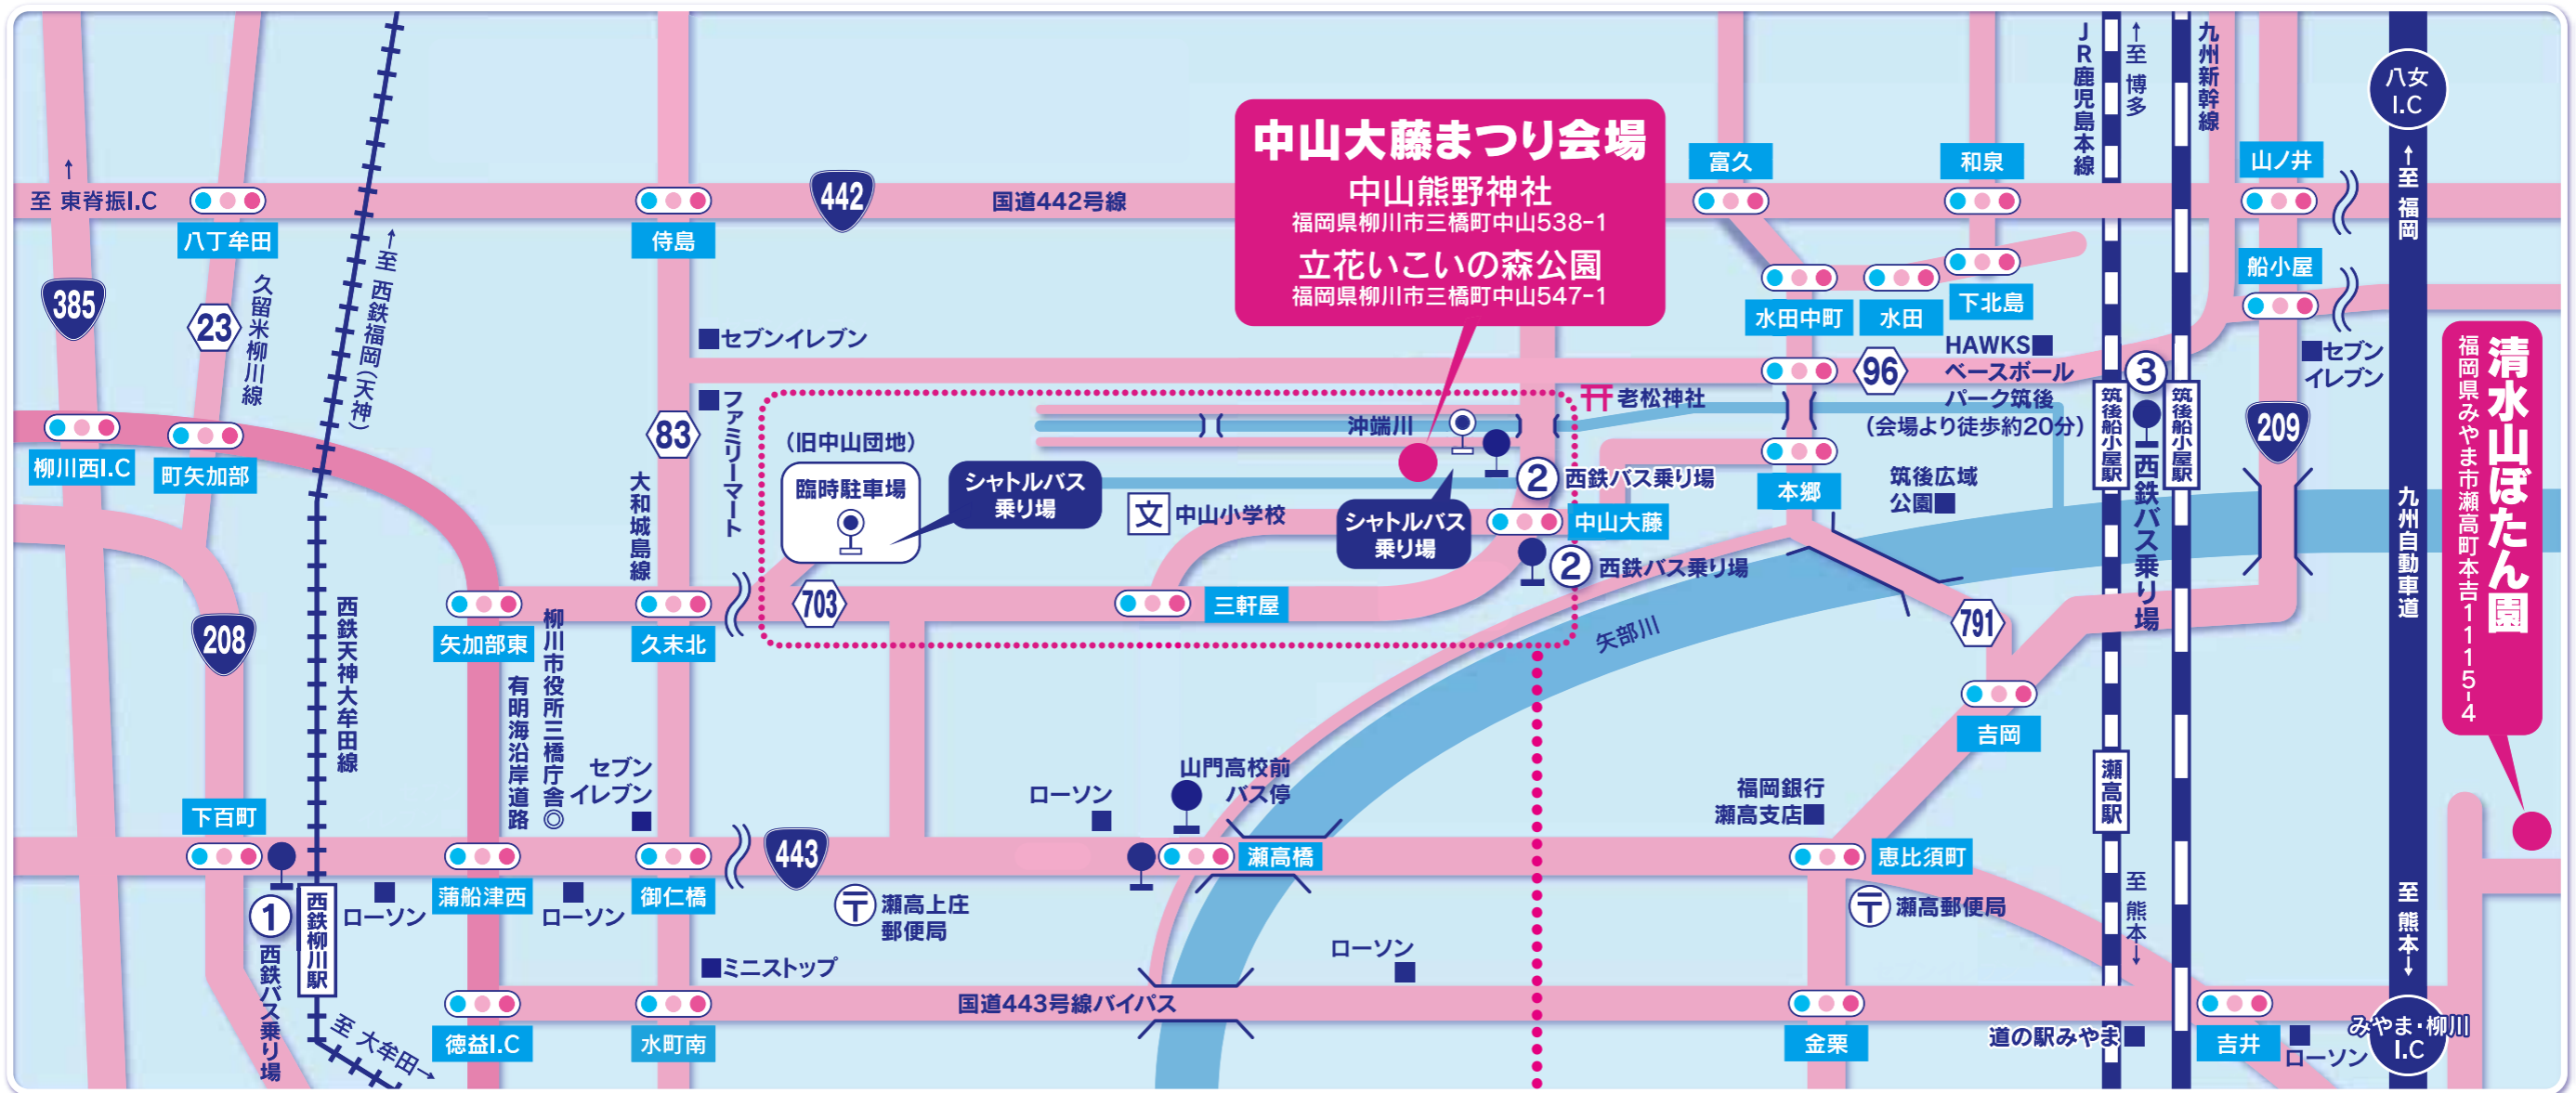 中山大藤まつり会場
中山熊野神社
福岡県柳川市三橋町中山538-1
立花いこいの森公園
福岡県柳川市三橋町中山547-1
清水山ぼたん園
福岡県みやま市瀬高町本吉1115-4
↑
至 東脊振I.C
八丁牟田
侍島
442
国道442号線
富久
和泉
JR鹿児島本線
↑至 博多
九州新幹線
山ノ井
八女
I.C
↑至 福岡
385
23
久留米柳川線
↑至 西鉄福岡(天神)
水田中町
水田
下北島
船小屋
セブンイレブン
96
HAWKS
ベースボール
パーク筑後
(会場より徒歩約20分)
3
筑後船小屋駅
筑後船小屋駅
西鉄バス乗り場
セブン
イレブン
209
柳川西I.C
町矢加部
83
大和城島線
ファミリーマート
(旧中山団地)
臨時駐車場
シャトルバス
乗り場
沖端川
老松神社
文
中山小学校
シャトルバス
乗り場
2
西鉄バス乗り場
中山大藤
2
西鉄バス乗り場
本郷
筑後広域
公園
九州自動車道
208
西鉄天神大牟田線
矢加部東
柳川市役所三橋庁舎◎
有明海沿岸道路
久末北
703
三軒屋
矢部川
791
吉岡
下百町
セブン
イレブン
ローソン
山門高校前
バス停
福岡銀行
瀬高支店
瀬高駅
1
西鉄バス乗り場
西鉄柳川駅
ローソン
蒲船津西
ローソン
御仁橋
443
〒
瀬高上庄
郵便局
瀬高橋
恵比須町
〒
瀬高郵便局
至 熊本→
至 熊本→
ミニストップ
ローソン
至 大牟田→
徳益I.C
水町南
国道443号線バイパス
金栗
道の駅みやま
吉井
ローソン
みやま・柳川
I.C